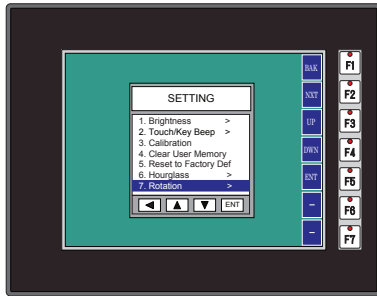 SETTING
1. Brightness >
2. Touch/Key Beep >
3. Calibration
4. Clear User Memory
5. Reset to Factory Def
6. Hourglass >
7. Rotation >
ENT
BAK
NXT
UP
DWN
ENT
–
–
F1
F2
F3
F4
F5
F6
F7